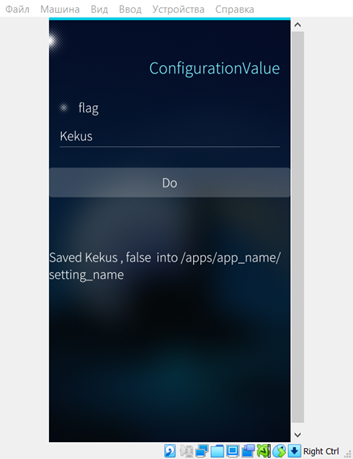 Файл Машина Вид Ввод Устройства Справка
ConfigurationValue
flag
Kekus
Do
Saved Kekus , false into /apps/app_name/
setting_name
Right Ctrl